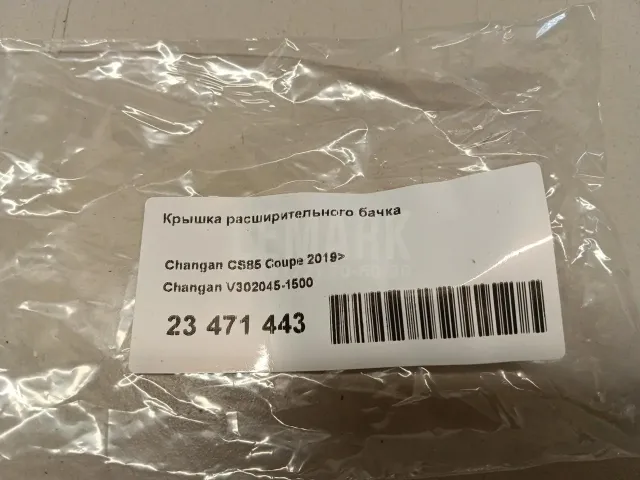 Крышка расширительного бачка
Changan CS85 Coupe 2019>
Changan V302045-1500
23 471 443